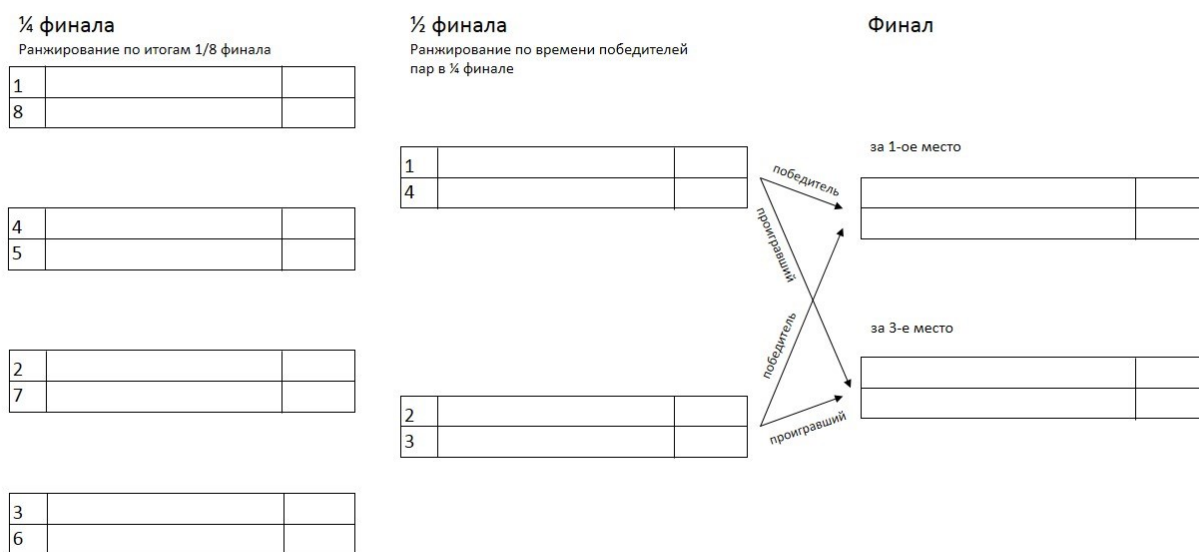 ¼ финала
Ранжирование по итогам 1/8 финала
1
8
4
5
2
7
3
6
½ финала
Ранжирование по времени победителей
пар в ¼ финале
1
4
2
3
победитель
проигравший
победитель
проигравший
Финал
за 1-ое место
за 3-е место